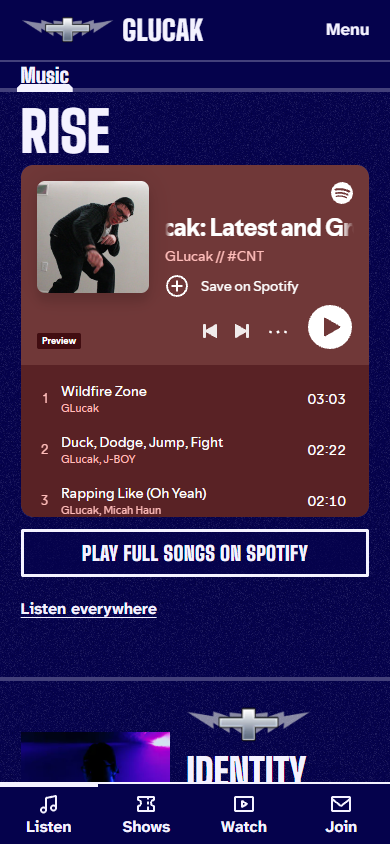 GLUCAK
Menu
Music
RISE
cak: Latest and Gr
GLucak // #CNT
Save on Spotify
Preview
1 Wildfire Zone 03:03
GLucak
2 Duck, Dodge, Jump, Fight 02:22
GLucak, J-BOY
3 Rapping Like (Oh Yeah) 02:10
GLucak, Micah Haun
PLAY FULL SONGS ON SPOTIFY
Listen everywhere
IDENTITY
Listen
Shows
Watch
Join